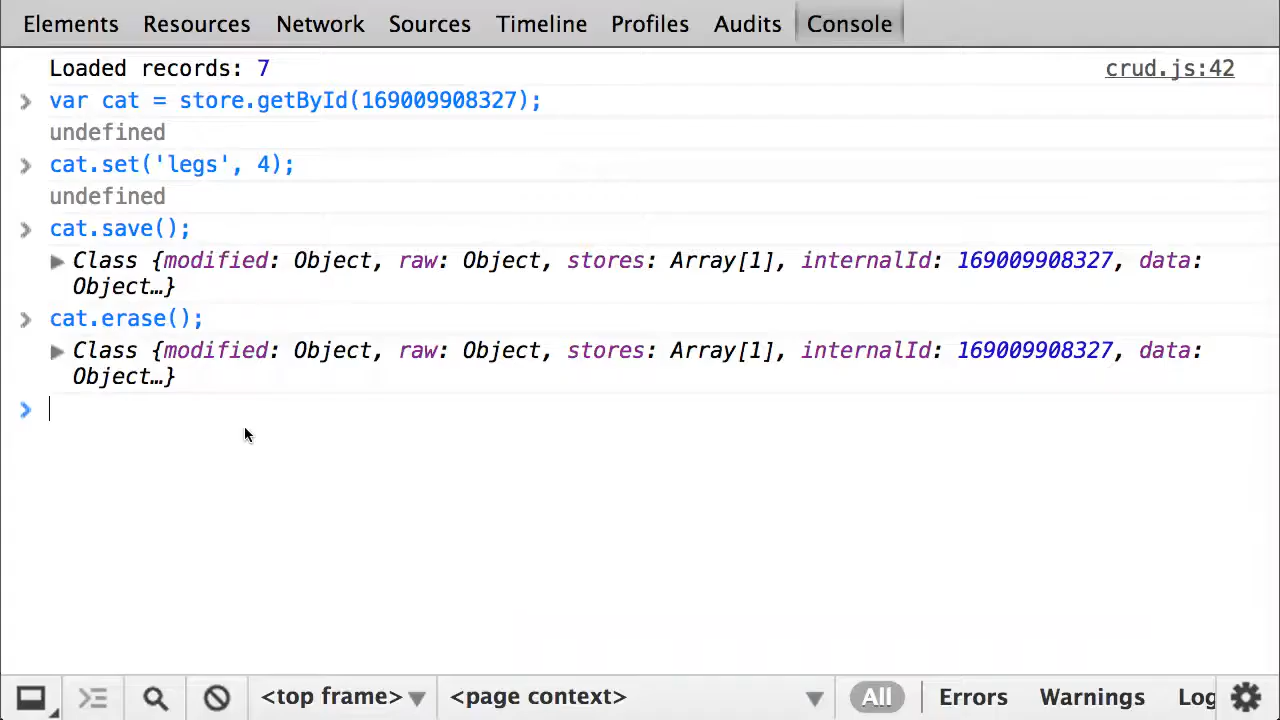 Elements Resources Network Sources Timeline Profiles Audits Console
Loaded records: 7 crud.js:42
var cat = store.getById(169009908327);
undefined
cat.set('legs', 4);
undefined
cat.save();
Class {modified: Object, raw: Object, stores: Array[1], internalId: 169009908327, data:
Object…}
cat.erase();
Class {modified: Object, raw: Object, stores: Array[1], internalId: 169009908327, data:
Object…}
<top frame> <page context> All Errors Warnings Log